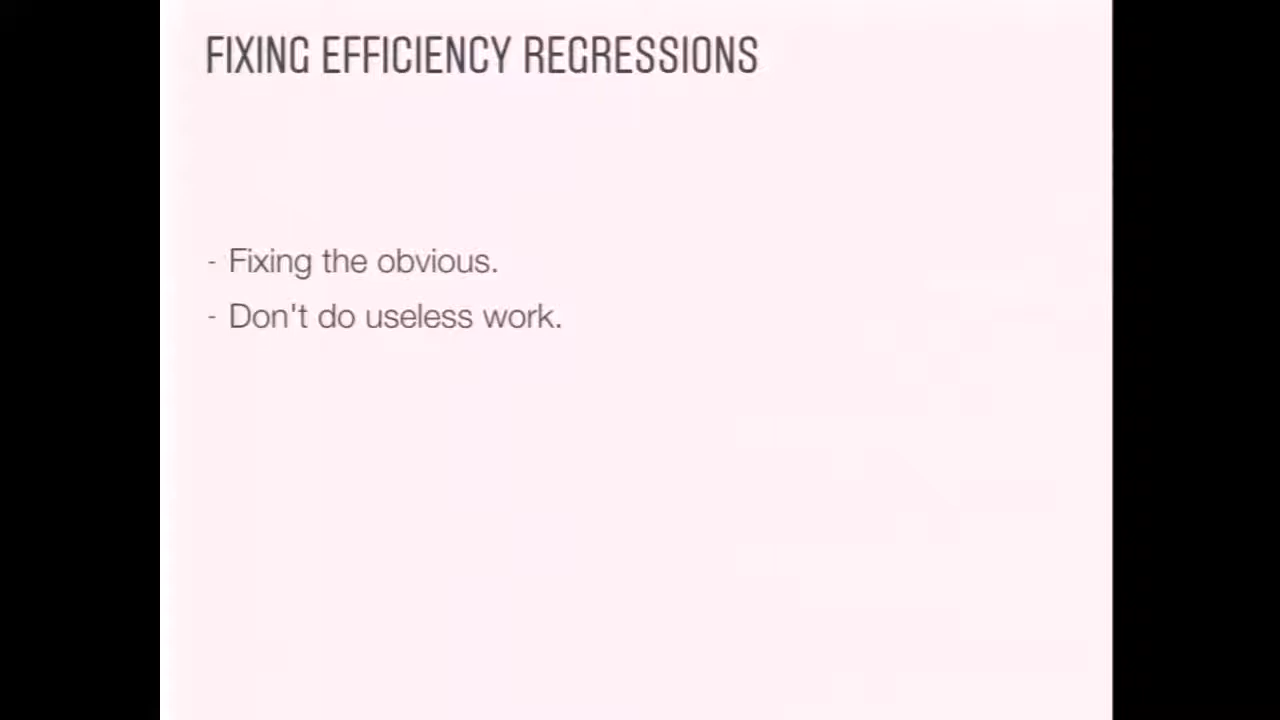 FIXING EFFICIENCY REGRESSIONS
- Fixing the obvious.
- Don't do useless work.